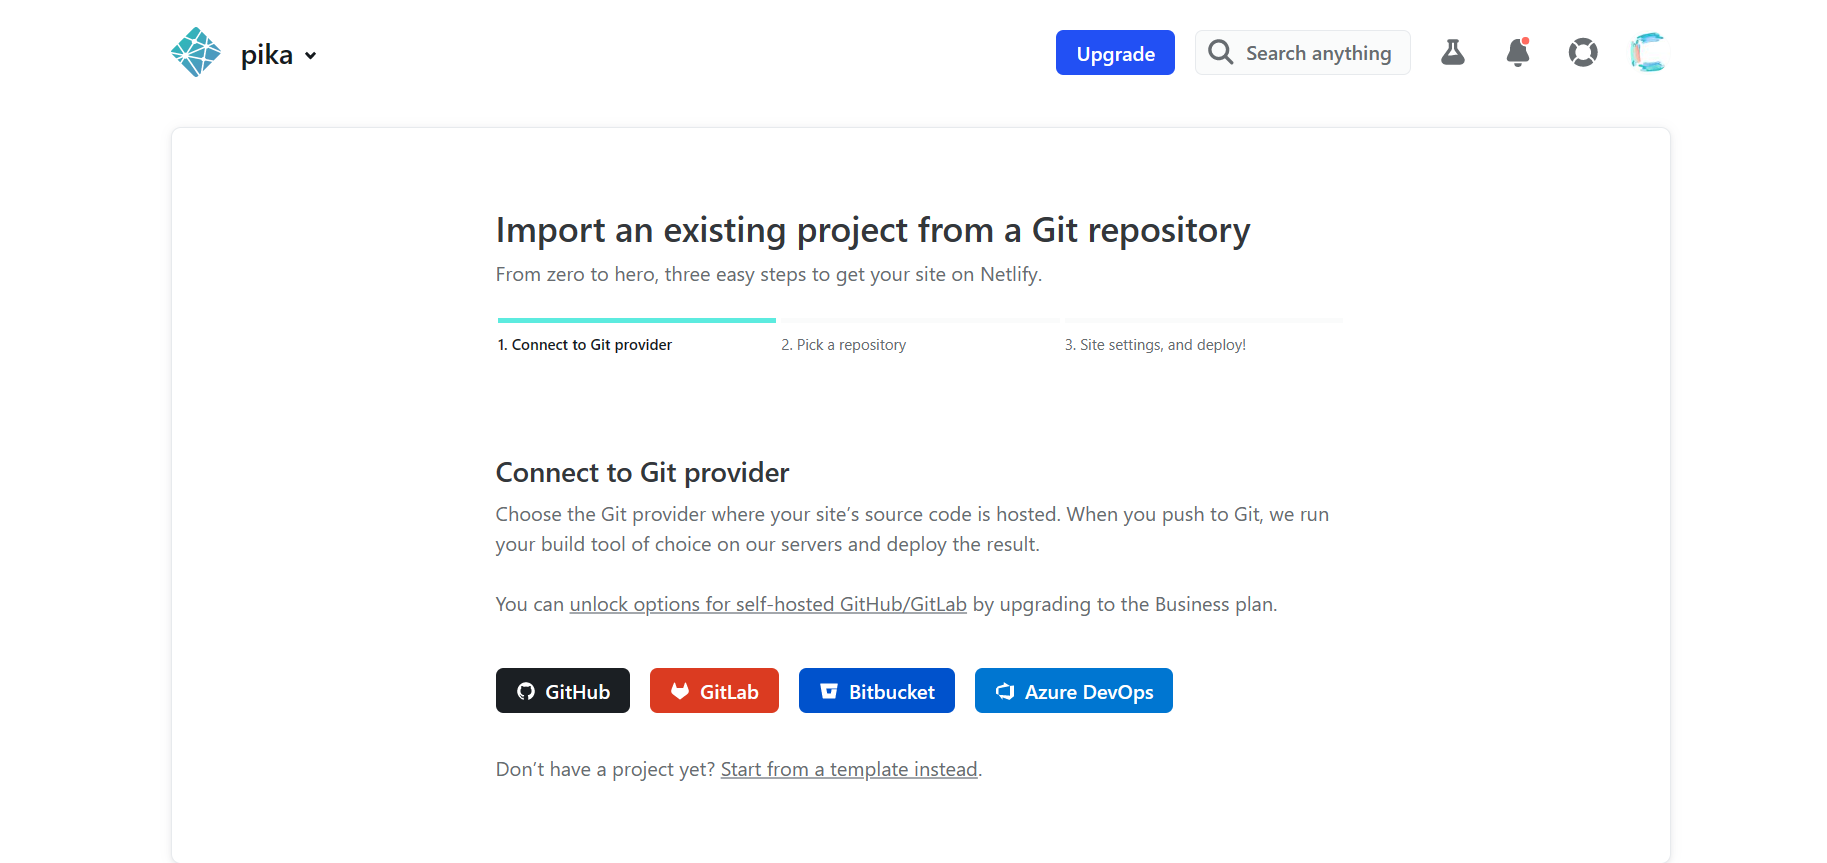 pika
Upgrade
Search anything
Import an existing project from a Git repository
From zero to hero, three easy steps to get your site on Netlify.
1. Connect to Git provider
2. Pick a repository
3. Site settings, and deploy!
Connect to Git provider
Choose the Git provider where your site’s source code is hosted. When you push to Git, we run
your build tool of choice on our servers and deploy the result.
You can unlock options for self-hosted GitHub/GitLab by upgrading to the Business plan.
GitHub
GitLab
Bitbucket
Azure DevOps
Don’t have a project yet? Start from a template instead.